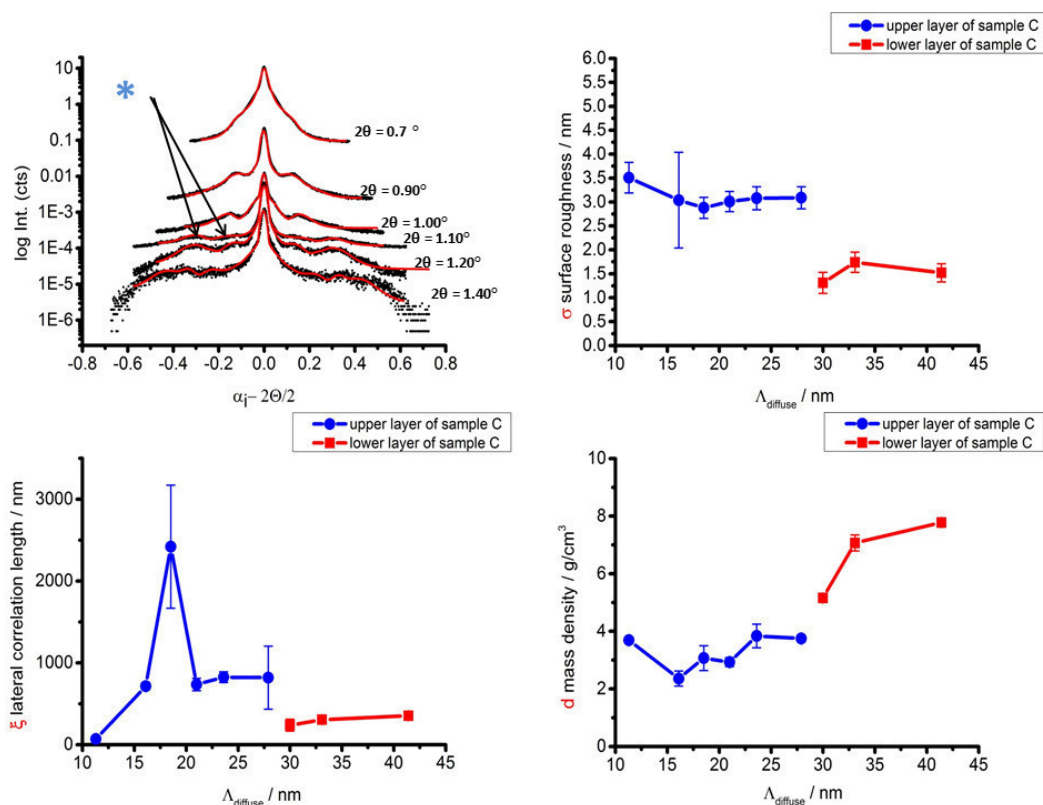 *
10
1
0.1
0.01
1E-3
1E-4
1E-5
1E-6
log Int. (cts)
2θ = 0.7 °
2θ = 0.90°
2θ = 1.00°
2θ = 1.10°
2θ = 1.20°
2θ = 1.40°
-0.8 -0.6 -0.4 -0.2 0.0 0.2 0.4 0.6 0.8
αi– 2Θ/2
upper layer of sample C
lower layer of sample C
6.0
5.5
5.0
4.5
4.0
3.5
3.0
2.5
2.0
1.5
1.0
0.5
0.0
σ surface roughness / nm
10 15 20 25 30 35 40 45
Λdiffuse / nm
upper layer of sample C
lower layer of sample C
3000
2000
1000
0
ξ lateral correlation length / nm
10 15 20 25 30 35 40 45
Λdiffuse / nm
upper layer of sample C
lower layer of sample C
8
6
4
2
0
d mass density / g/cm³
10 15 20 25 30 35 40 45
Λdiffuse / nm